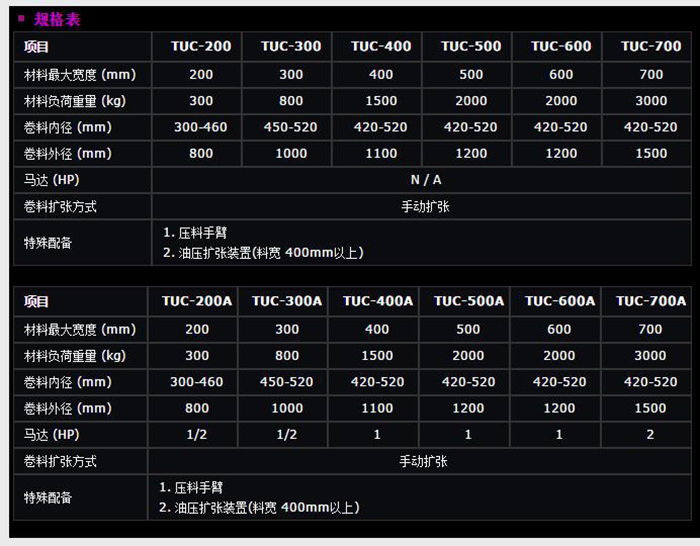 规格表
项目 TUC-200 TUC-300 TUC-400 TUC-500 TUC-600 TUC-700
材料最大宽度 (mm) 200 300 400 500 600 700
材料负荷重量 (kg) 300 800 1500 2000 2000 3000
卷料内径 (mm) 300-460 450-520 420-520 420-520 420-520 420-520
卷料外径 (mm) 800 1000 1100 1200 1200 1500
马达 (HP) N / A
卷料扩张方式 手动扩张
特殊配备 1. 压料手臂
2. 油压扩张装置(料宽 400mm以上)
项目 TUC-200A TUC-300A TUC-400A TUC-500A TUC-600A TUC-700A
材料最大宽度 (mm) 200 300 400 500 600 700
材料负荷重量 (kg) 300 800 1500 2000 2000 3000
卷料内径 (mm) 300-460 450-520 420-520 420-520 420-520 420-520
卷料外径 (mm) 800 1000 1100 1200 1200 1500
马达 (HP) 1/2 1/2 1 1 1 2
卷料扩张方式 手动扩张
特殊配备 1. 压料手臂
2. 油压扩张装置(料宽 400mm以上)